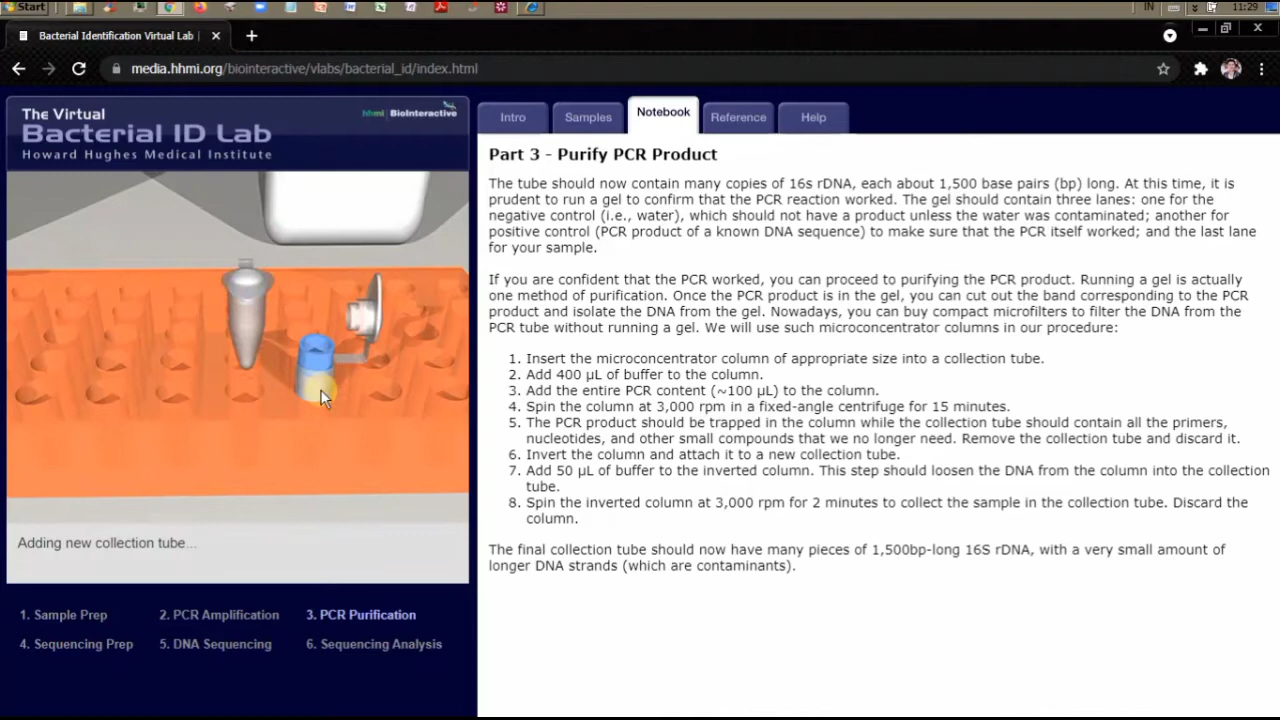 Start
IN
11:29
Bacterial Identification Virtual Lab
media.hhmi.org/biointeractive/vlabs/bacterial_id/index.html
The Virtual
hhmi BioInteractive
Bacterial ID Lab
Howard Hughes Medical Institute
Intro
Samples
Notebook
Reference
Help
Part 3 - Purify PCR Product
The tube should now contain many copies of 16s rDNA, each about 1,500 base pairs (bp) long. At this time, it is
prudent to run a gel to confirm that the PCR reaction worked. The gel should contain three lanes: one for the
negative control (i.e., water), which should not have a product unless the water was contaminated; another for
positive control (PCR product of a known DNA sequence) to make sure that the PCR itself worked; and the last lane
for your sample.
If you are confident that the PCR worked, you can proceed to purifying the PCR product. Running a gel is actually
one method of purification. Once the PCR product is in the gel, you can cut out the band corresponding to the PCR
product and isolate the DNA from the gel. Nowadays, you can buy compact microfilters to filter the DNA from the
PCR tube without running a gel. We will use such microconcentrator columns in our procedure:
1. Insert the microconcentrator column of appropriate size into a collection tube.
2. Add 400 µL of buffer to the column.
3. Add the entire PCR content (~100 µL) to the column.
4. Spin the column at 3,000 rpm in a fixed-angle centrifuge for 15 minutes.
5. The PCR product should be trapped in the column while the collection tube should contain all the primers,
nucleotides, and other small compounds that we no longer need. Remove the collection tube and discard it.
6. Invert the column and attach it to a new collection tube.
7. Add 50 µL of buffer to the inverted column. This step should loosen the DNA from the column into the collection
tube.
8. Spin the inverted column at 3,000 rpm for 2 minutes to collect the sample in the collection tube. Discard the
column.
The final collection tube should now have many pieces of 1,500bp-long 16S rDNA, with a very small amount of
longer DNA strands (which are contaminants).
Adding new collection tube...
1. Sample Prep
2. PCR Amplification
3. PCR Purification
4. Sequencing Prep
5. DNA Sequencing
6. Sequencing Analysis